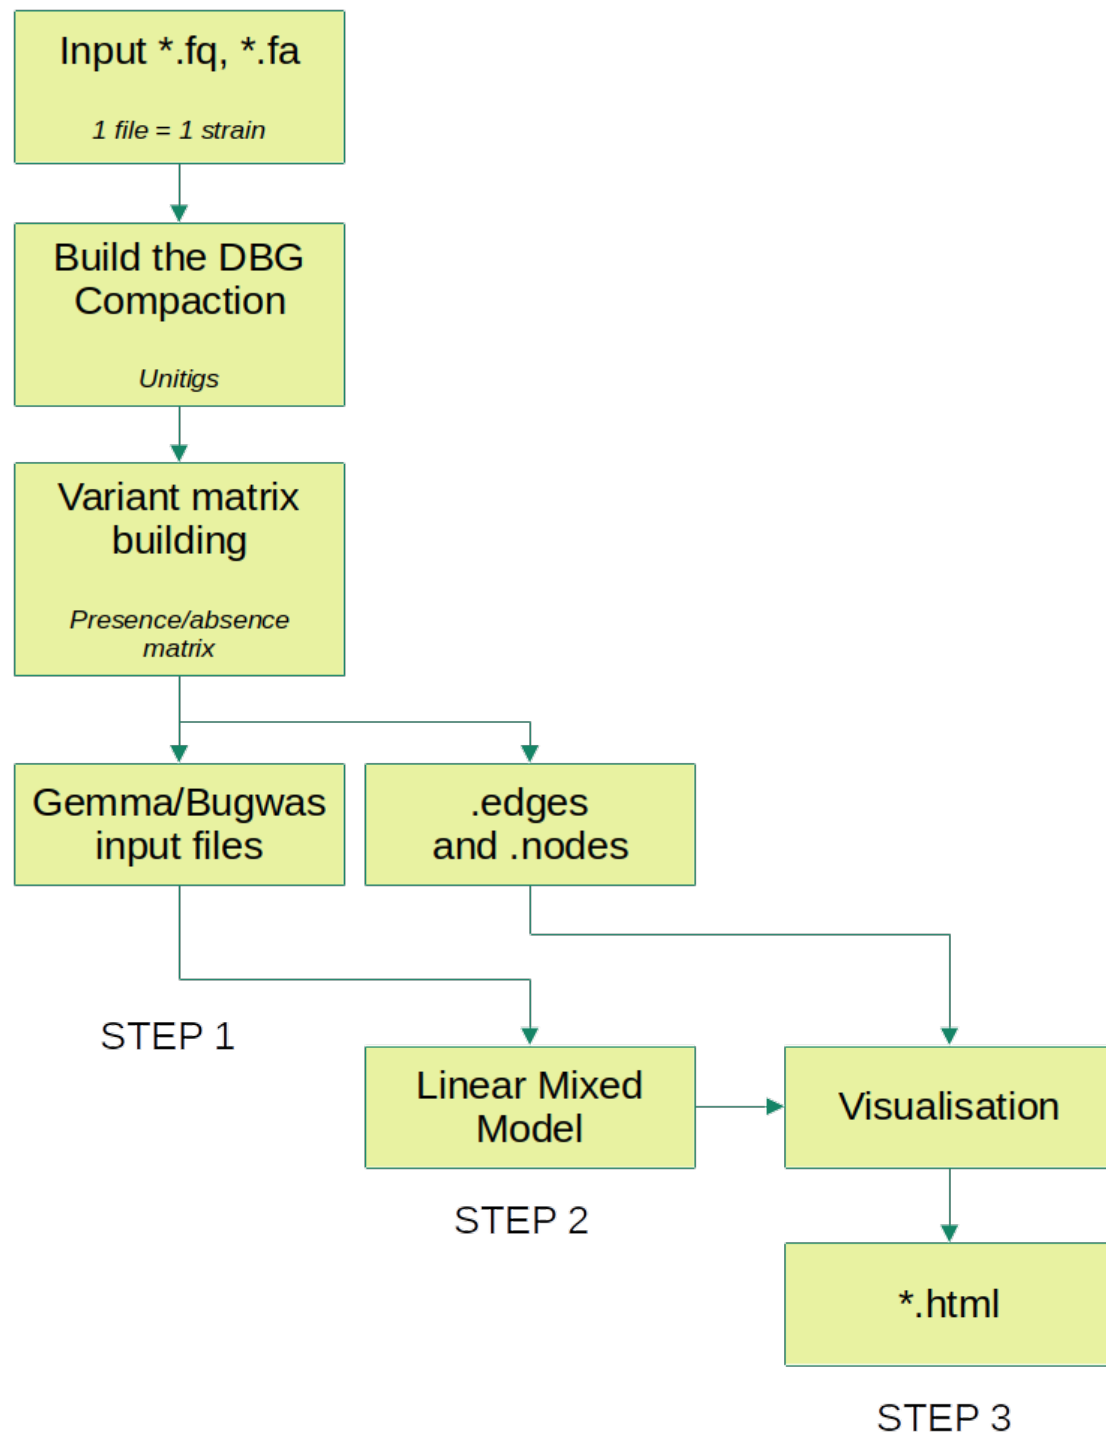 Input *.fq, *.fa
1 file = 1 strain
Build the DBG
Compaction
Unitigs
Variant matrix
building
Presence/absence
matrix
Gemma/Bugwas
input files
.edges
and .nodes
STEP 1
Linear Mixed
Model
Visualisation
STEP 2
*.html
STEP 3